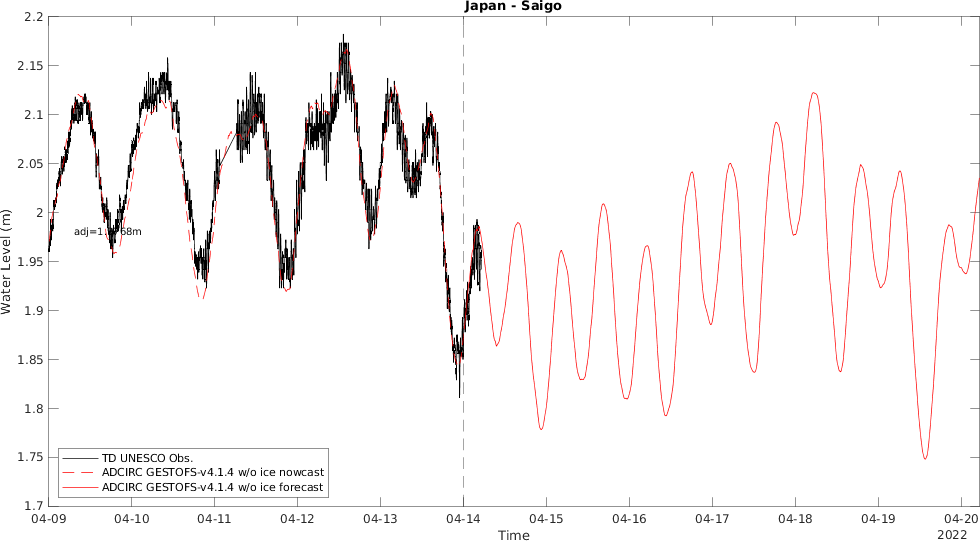 Japan - Saigo
Water Level (m)
2.2
2.15
2.1
2.05
2
1.95
1.9
1.85
1.8
1.75
1.7
TD UNESCO Obs.
ADCIRC GESTOFS-v4.1.4 w/o ice nowcast
ADCIRC GESTOFS-v4.1.4 w/o ice forecast
04-09 04-10 04-11 04-12 04-13 04-14 04-15 04-16 04-17 04-18 04-19 04-20
Time
2022